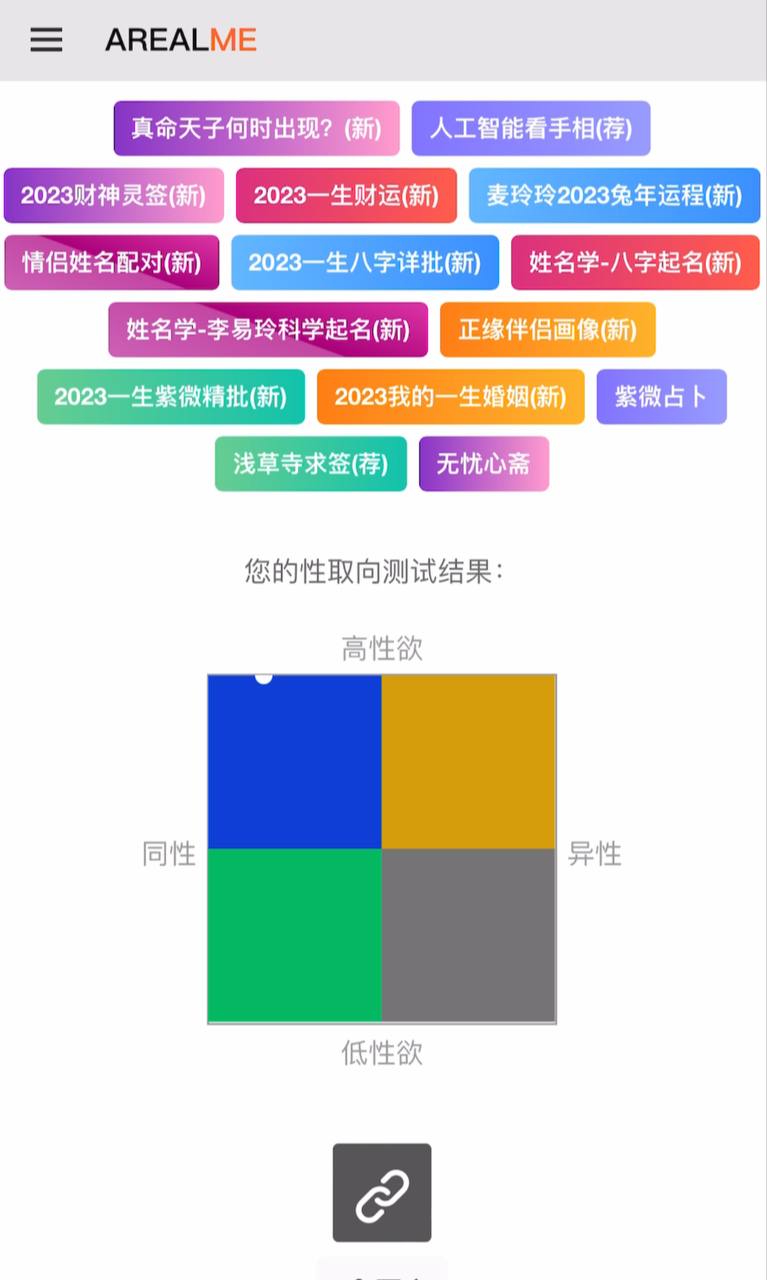 AREALME
真命天子何时出现？(新) 人工智能看手相(荐)
2023财神灵签(新) 2023一生财运(新) 麦玲玲2023兔年运程(新)
情侣姓名配对(新) 2023一生八字详批(新) 姓名学-八字起名(新)
姓名学-李易玲科学起名(新) 正缘伴侣画像(新)
2023一生紫微精批(新) 2023我的一生婚姻(新) 紫微占卜
浅草寺求签(荐) 无忧心斋
您的性取向测试结果：
高性欲
同性 异性
低性欲